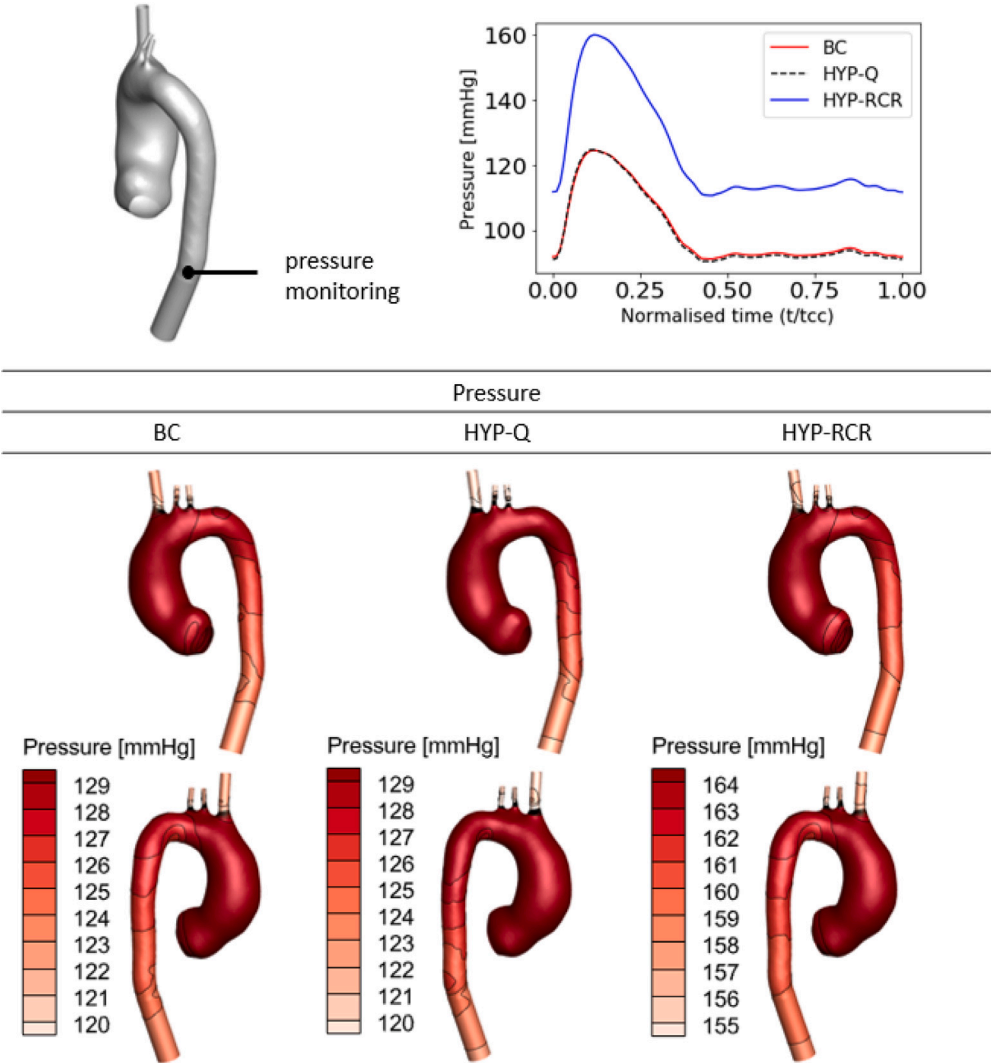 pressure
monitoring
160
140
120
100
Pressure [mmHg]
BC
HYP-Q
HYP-RCR
0.00 0.25 0.50 0.75 1.00
Normalised time (t/tcc)
Pressure
BC HYP-Q HYP-RCR
Pressure [mmHg] Pressure [mmHg] Pressure [mmHg]
129 129 164
128 128 163
127 127 162
126 126 161
125 125 160
124 124 159
123 123 158
122 122 157
121 121 156
120 120 155